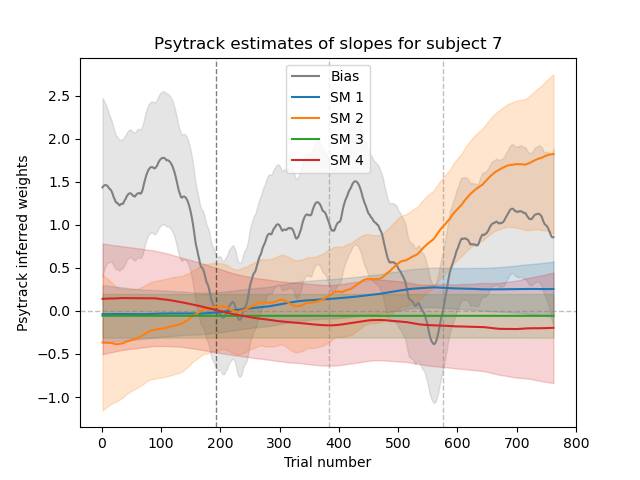 Psytrack estimates of slopes for subject 7
Bias
SM 1
SM 2
SM 3
SM 4
Psytrack inferred weights
2.5
2.0
1.5
1.0
0.5
0.0
−0.5
−1.0
0 100 200 300 400 500 600 700 800
Trial number